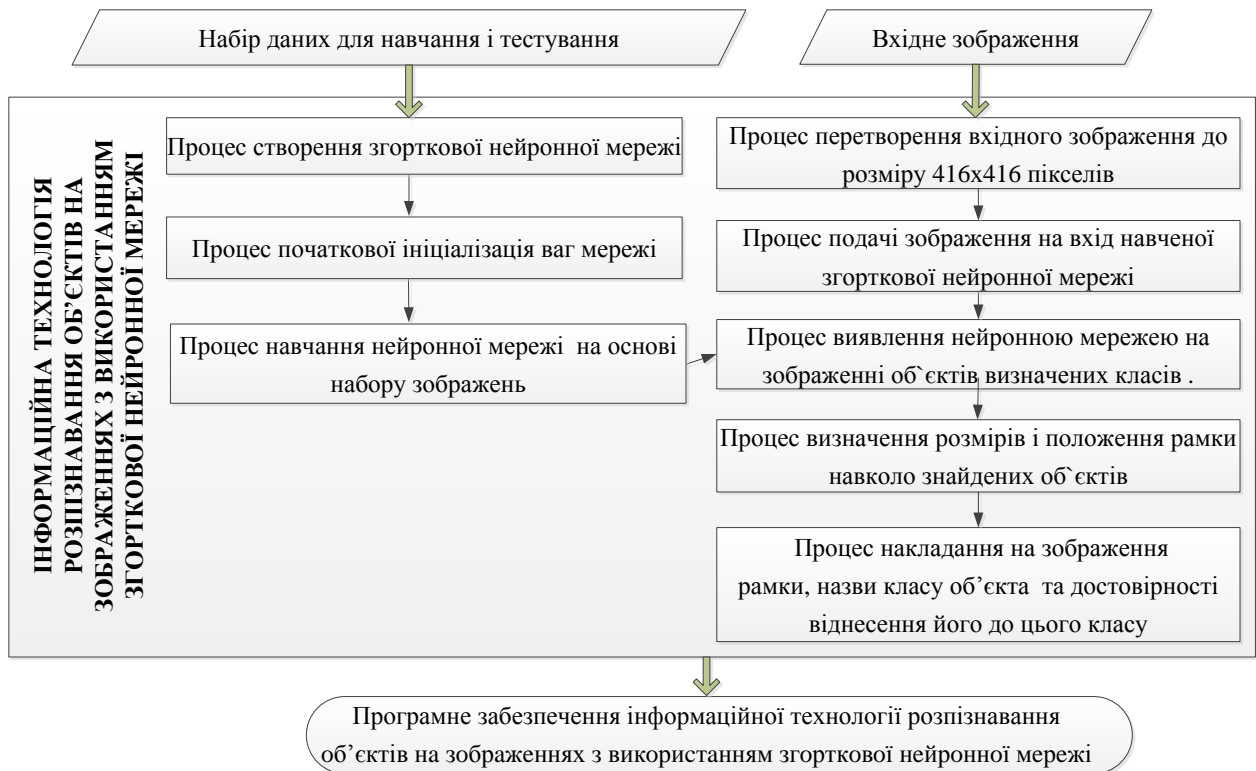 Набір даних для навчання і тестування
Вхідне зображення
ІНФОРМАЦІЙНА ТЕХНОЛОГІЯ
РОЗПІЗНАВАННЯ ОБ’ЄКТІВ НА
ЗОБРАЖЕННЯХ З ВИКОРИСТАННЯМ
ЗГОРТКОВОЇ НЕЙРОННОЇ МЕРЕЖІ
Процес створення згорткової нейронної мережі
Процес початкової ініціалізація ваг мережі
Процес навчання нейронної мережі на основі
набору зображень
Процес перетворення вхідного зображення до
розміру 416х416 пікселів
Процес подачі зображення на вхід навченої
згорткової нейронної мережі
Процес виявлення нейронною мережею на
зображенні об`єктів визначених класів .
Процес визначення розмірів і положення рамки
навколо знайдених об`єктів
Процес накладання на зображення
рамки, назви класу об’єкта та достовірності
віднесення його до цього класу
Програмне забезпечення інформаційної технології розпізнавання
об’єктів на зображеннях з використанням згорткової нейронної мережі